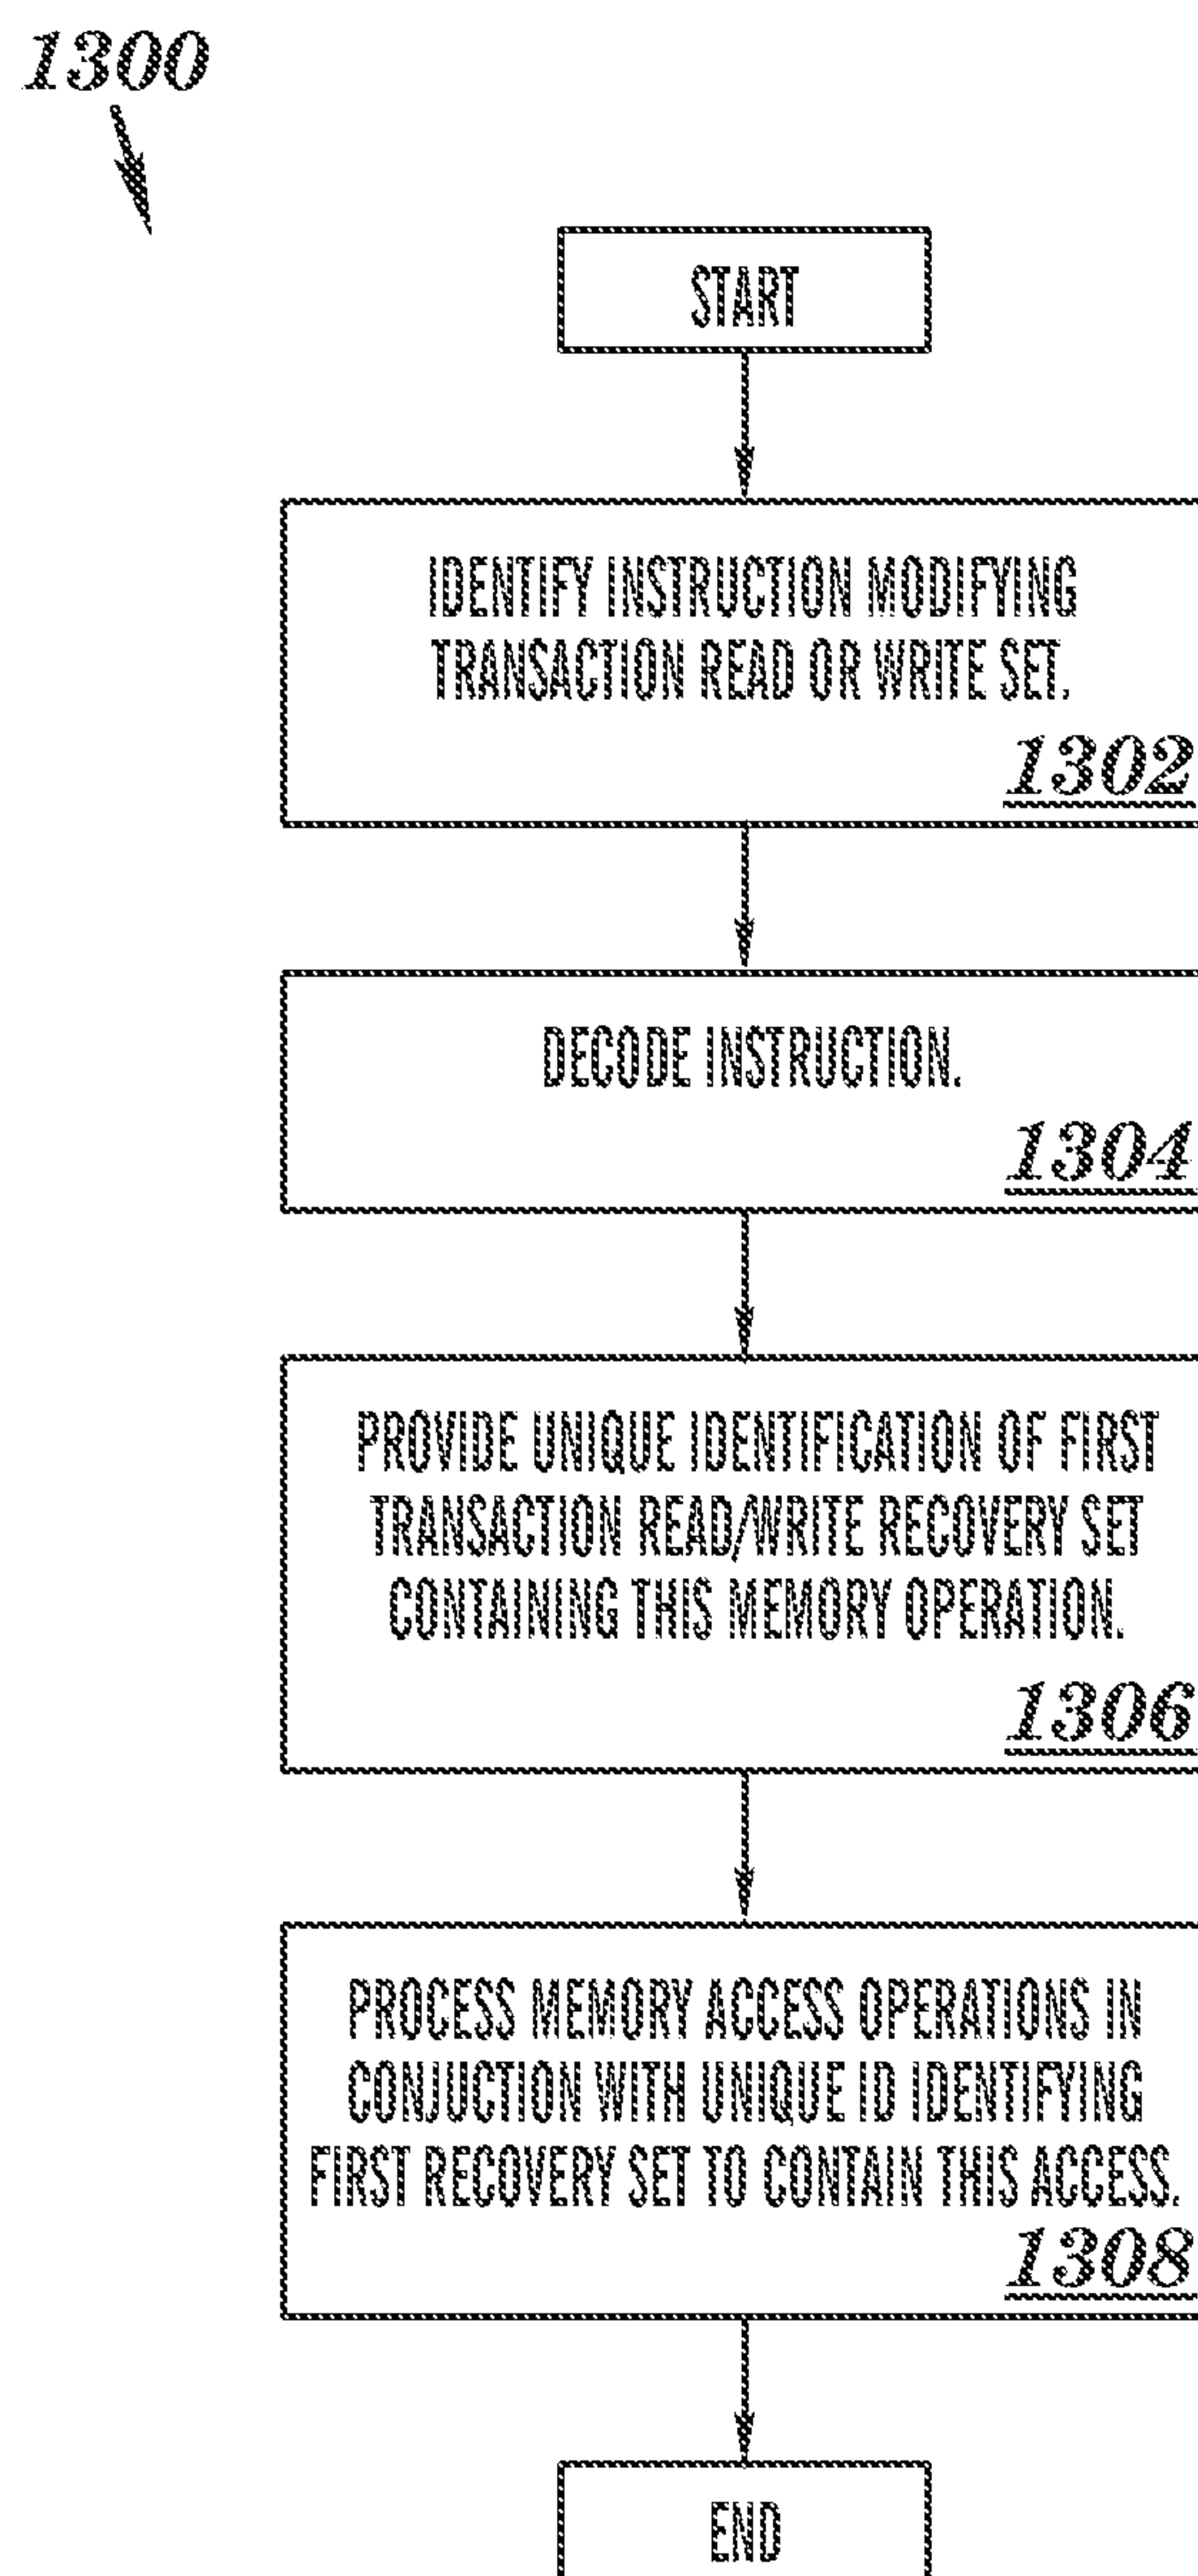 1300
START
IDENTIFY INSTRUCTION MODIFYING
TRANSACTION READ OR WRITE SET.
1302
DECODE INSTRUCTION.
1304
PROVIDE UNIQUE IDENTIFICATION OF FIRST
TRANSACTION READ/WRITE RECOVERY SET
CONTAINING THIS MEMORY OPERATION.
1306
PROCESS MEMORY ACCESS OPERATIONS IN
CONJUCTION WITH UNIQUE ID IDENTIFYING
FIRST RECOVERY SET TO CONTAIN THIS ACCESS.
1308
END